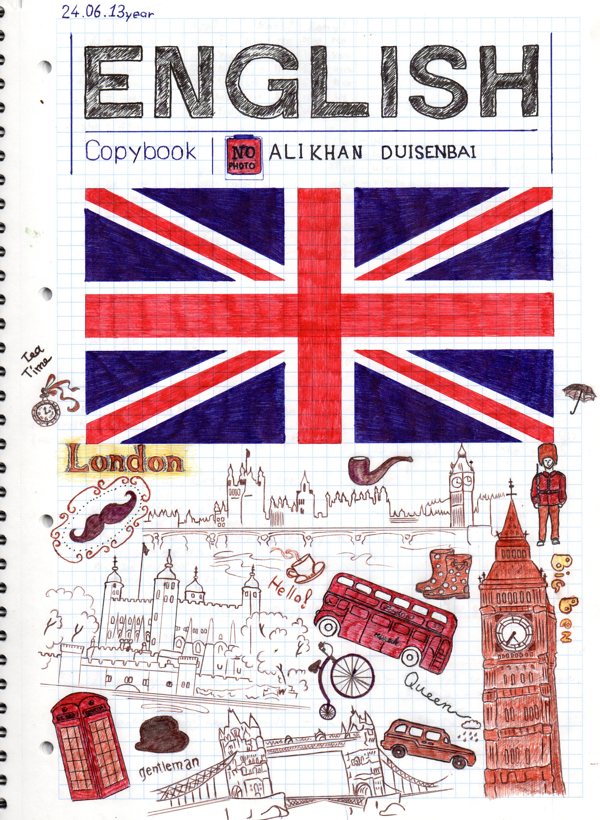 24.06.13year
ENGLISH
Copybook
NO
PHOTO
ALIKHAN DUISENBAI
Tea
Time
London
Hello!
Big Ben
Queen
gentleman